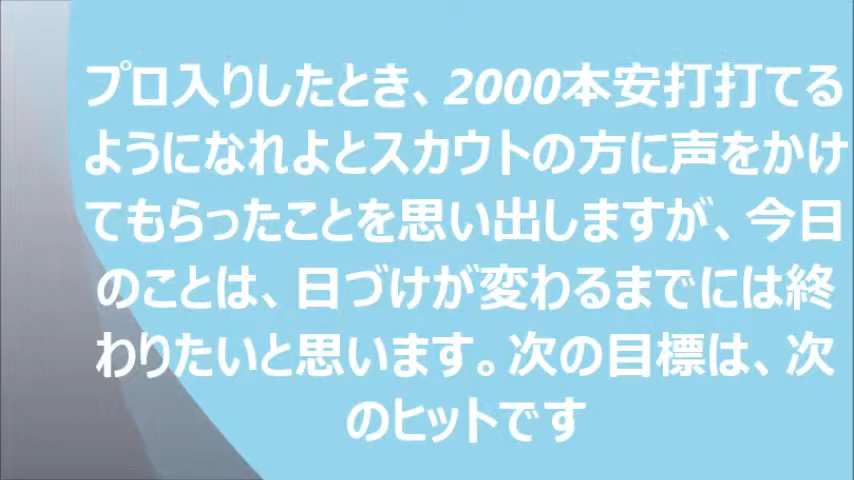 プロ入りしたとき、2000本安打打てる
ようになれよとスカウトの方に声をかけ
てもらったことを思い出しますが、今日
のことは、日づけが変わるまでには終
わりたいと思います。次の目標は、次
のヒットです